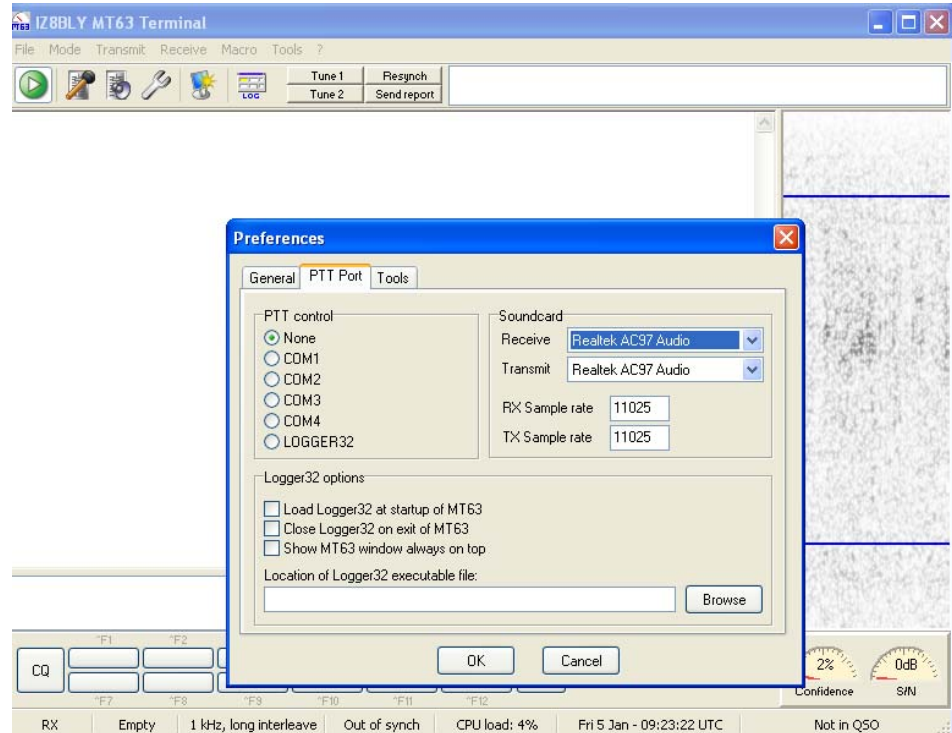 MT63 IZ8BLY MT63 Terminal
File Mode Transmit Receive Macro Tools ?
Tune 1 Resynch
LOG Tune 2 Send report
Preferences
General PTT Port Tools
PTT control
None
COM1
COM2
COM3
COM4
LOGGER32
Soundcard
Receive Realtek AC97 Audio
Transmit Realtek AC97 Audio
RX Sample rate 11025
TX Sample rate 11025
Logger32 options
Load Logger32 at startup of MT63
Close Logger32 on exit of MT63
Show MT63 window always on top
Location of Logger32 executable file:
Browse
OK Cancel
^F1 ^F2
CQ
^F7 ^F8 ^F9 ^F10 ^F11 ^F12
2% 0dB
Confidence S/N
RX Empty 1 kHz, long interleave Out of synch CPU load: 4% Fri 5 Jan - 09:23:22 UTC Not in QSO